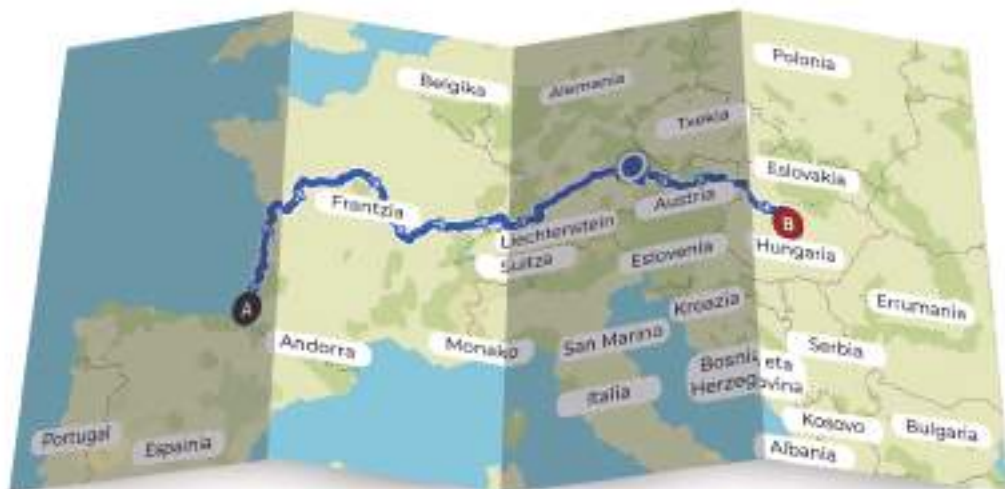 Polonia
Belgika
Alemania
Txekia
Eslovakia
Frantzia
Austria
Liechtenstein
B
Suitza
Eslovenia
Hungaria
A
Kroazia
Errumania
Andorra
Monako
San Marina
Serbia
Bosnia eta
Herzegovina
Italia
Portugal
Espainia
Kosovo
Bulgaria
Albania